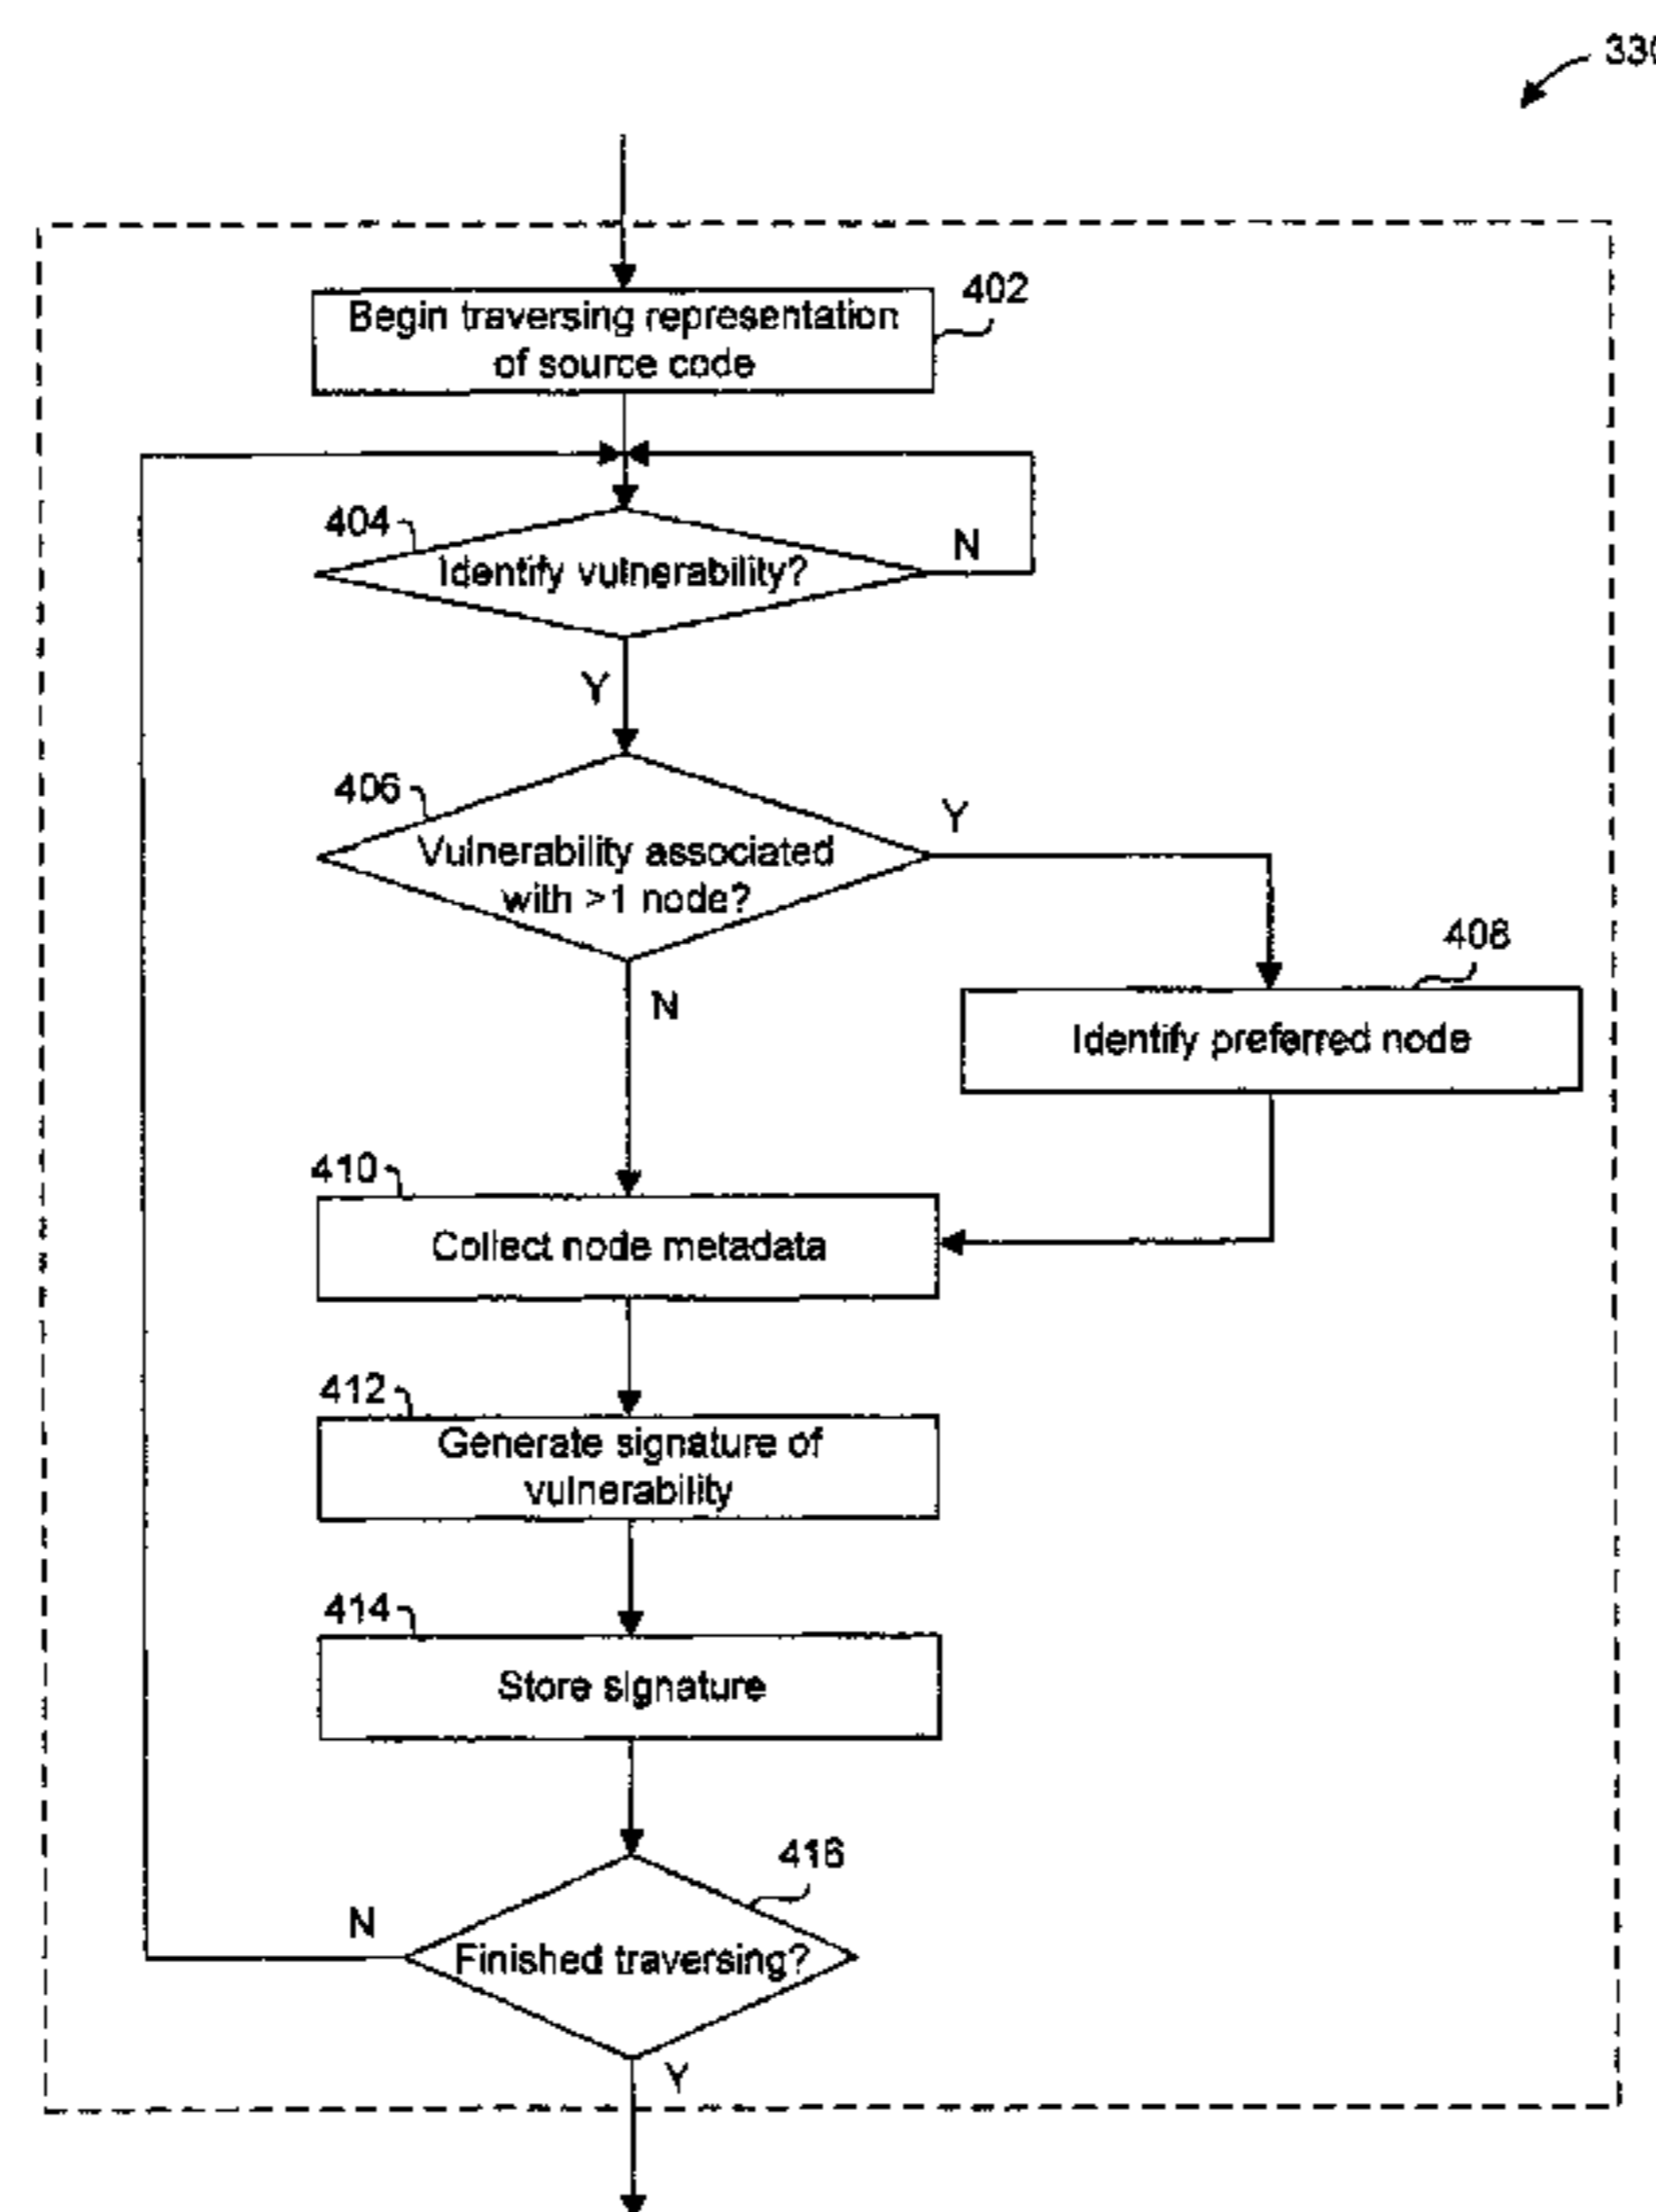 330
402
Begin traversing representation
of source code
404
Identify vulnerability?
N
Y
406
Vulnerability associated
with >1 node?
Y
N
408
Identify preferred node
410
Collect node metadata
412
Generate signature of
vulnerability
414
Store signature
416
N
Finished traversing?
Y